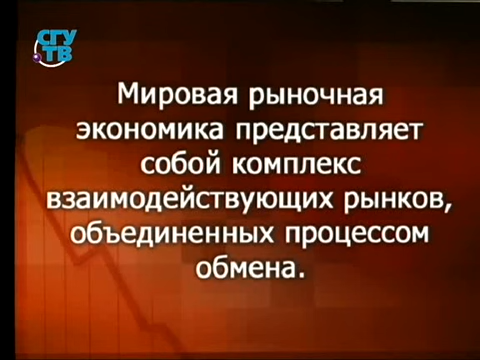 СГУ
ТВ
Мировая рыночная
экономика представляет
собой комплекс
взаимодействующих рынков,
объединенных процессом
обмена.